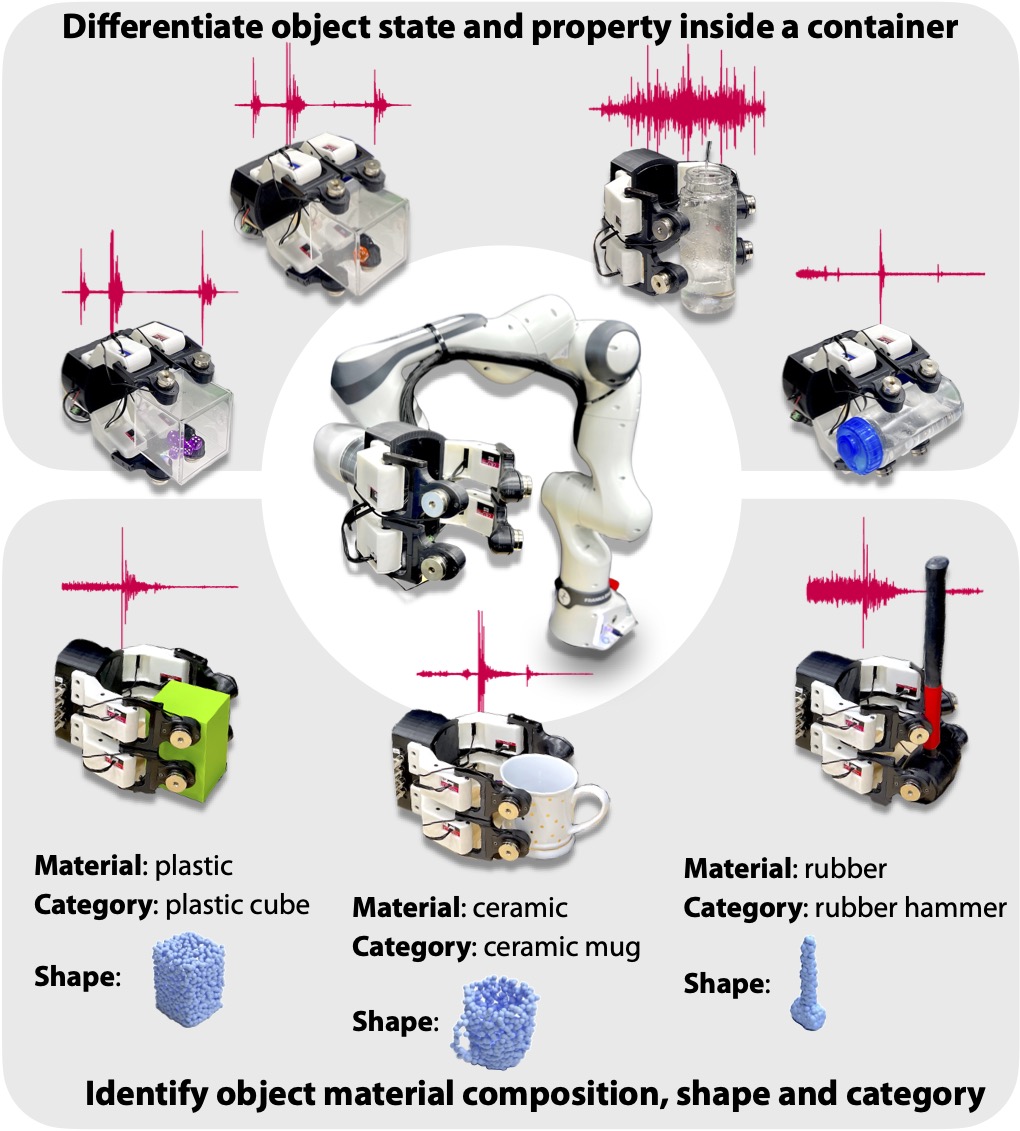 Differentiate object state and property inside a container
Material: plastic
Category: plastic cube
Shape:
Material: ceramic
Category: ceramic mug
Shape:
Material: rubber
Category: rubber hammer
Shape:
Identify object material composition, shape and category